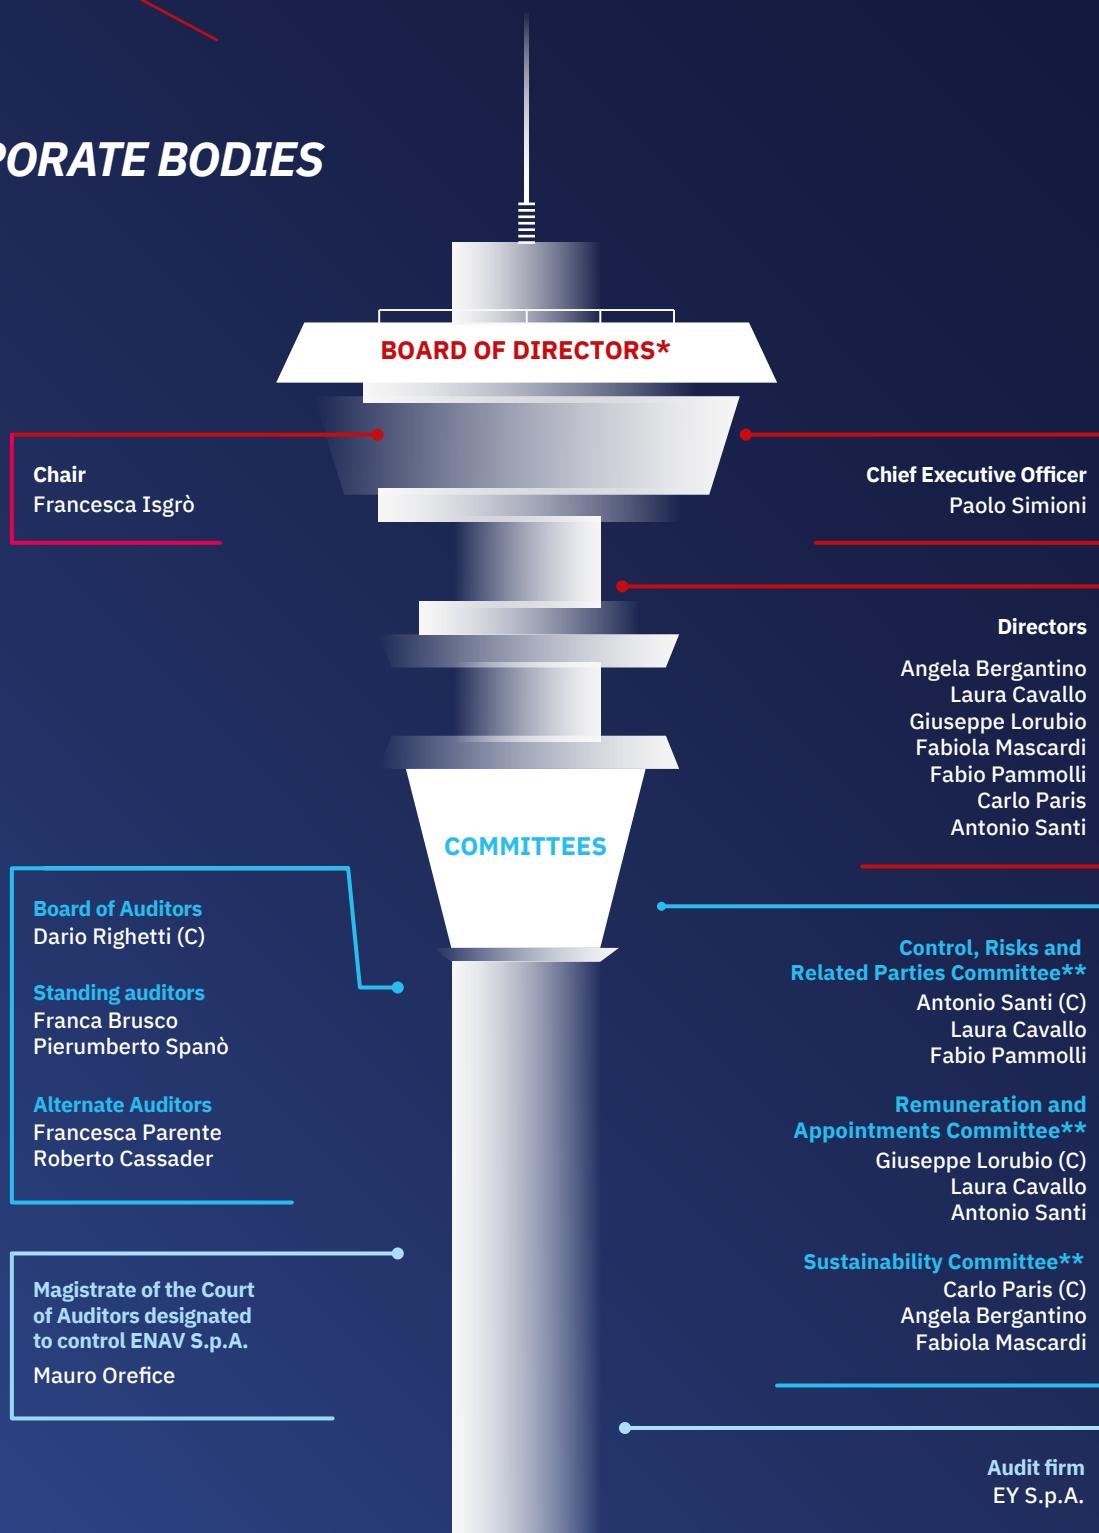 PORATE BODIES
BOARD OF DIRECTORS*
Chair
Francesca Isgrò
Chief Executive Officer
Paolo Simioni
Directors
Angela Bergantino
Laura Cavallo
Giuseppe Lorubio
Fabiola Mascardi
Fabio Pammolli
Carlo Paris
Antonio Santi
COMMITTEES
Board of Auditors
Dario Righetti (C)
Standing auditors
Franca Brusco
Pierumberto Spanò
Alternate Auditors
Francesca Parente
Roberto Cassader
Magistrate of the Court
of Auditors designated
to control ENAV S.p.A.
Mauro Orefice
Control, Risks and
Related Parties Committee**
Antonio Santi (C)
Laura Cavallo
Fabio Pammolli
Remuneration and
Appointments Committee**
Giuseppe Lorubio (C)
Laura Cavallo
Antonio Santi
Sustainability Committee**
Carlo Paris (C)
Angela Bergantino
Fabiola Mascardi
Audit firm
EY S.p.A.